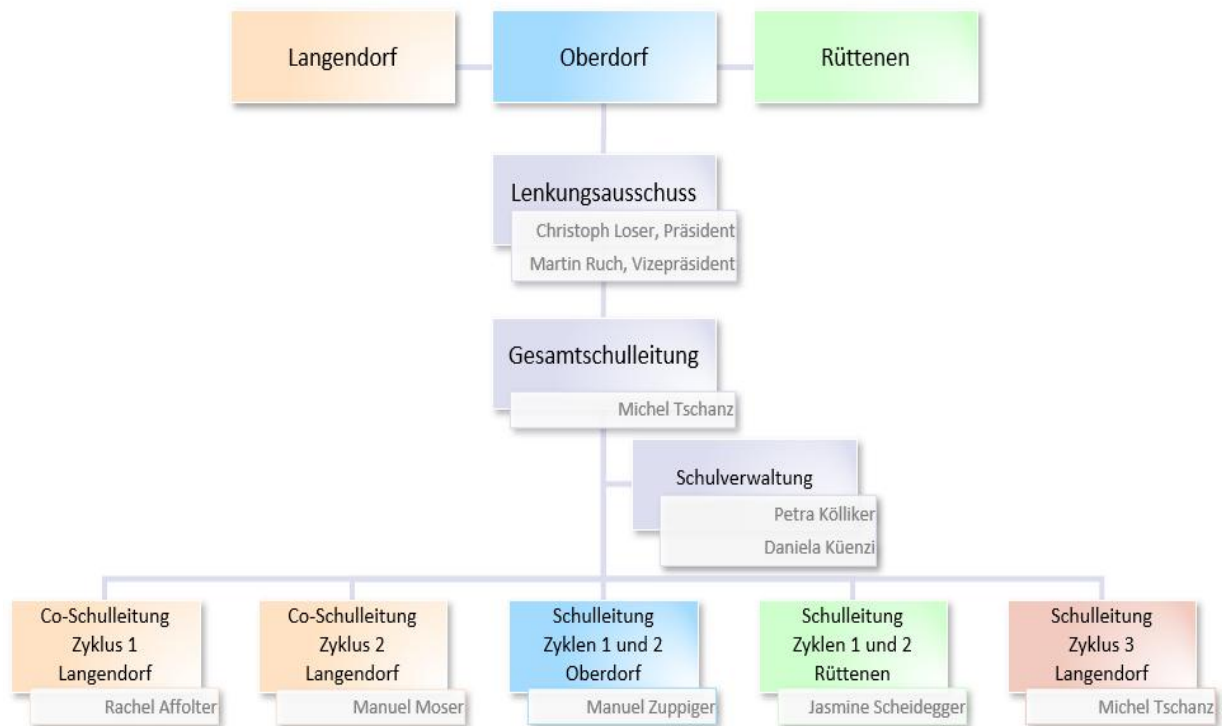 Langendorf
Oberdorf
Rüttenen
Lenkungsausschuss
Christoph Loser, Präsident
Martin Ruch, Vizepräsident
Gesamtschulleitung
Michel Tschanz
Schulverwaltung
Petra Kölliker
Daniela Küenzi
Co-Schulleitung
Zyklus 1
Langendorf
Rachel Affolter
Co-Schulleitung
Zyklus 2
Langendorf
Manuel Moser
Schulleitung
Zyklen 1 und 2
Oberdorf
Manuel Zuppiger
Schulleitung
Zyklen 1 und 2
Rüttenen
Jasmine Scheidegger
Schulleitung
Zyklus 3
Langendorf
Michel Tschanz